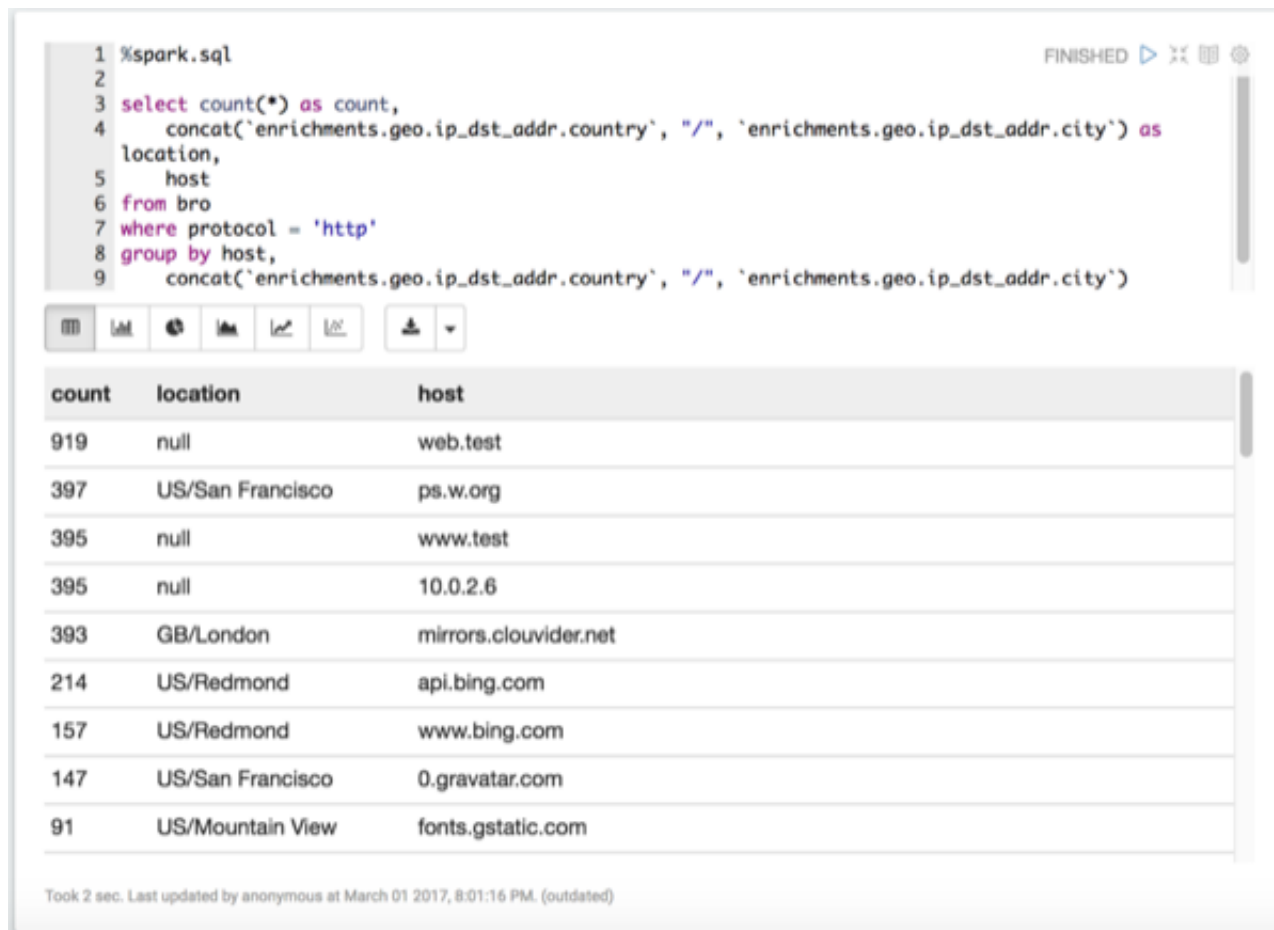 1 %spark.sql
FINISHED
2
3 select count(*) as count,
4 concat(`enrichments.geo.ip_dst_addr.country`, "/", `enrichments.geo.ip_dst_addr.city`) as
location,
5 host
6 from bro
7 where protocol = 'http'
8 group by host,
9 concat(`enrichments.geo.ip_dst_addr.country`, "/", `enrichments.geo.ip_dst_addr.city`)
count location host
919 null web.test
397 US/San Francisco ps.w.org
395 null www.test
395 null 10.0.2.6
393 GB/London mirrors.clouvider.net
214 US/Redmond api.bing.com
157 US/Redmond www.bing.com
147 US/San Francisco 0.gravatar.com
91 US/Mountain View fonts.gstatic.com
Took 2 sec. Last updated by anonymous at March 01 2017, 8:01:16 PM. (outdated)